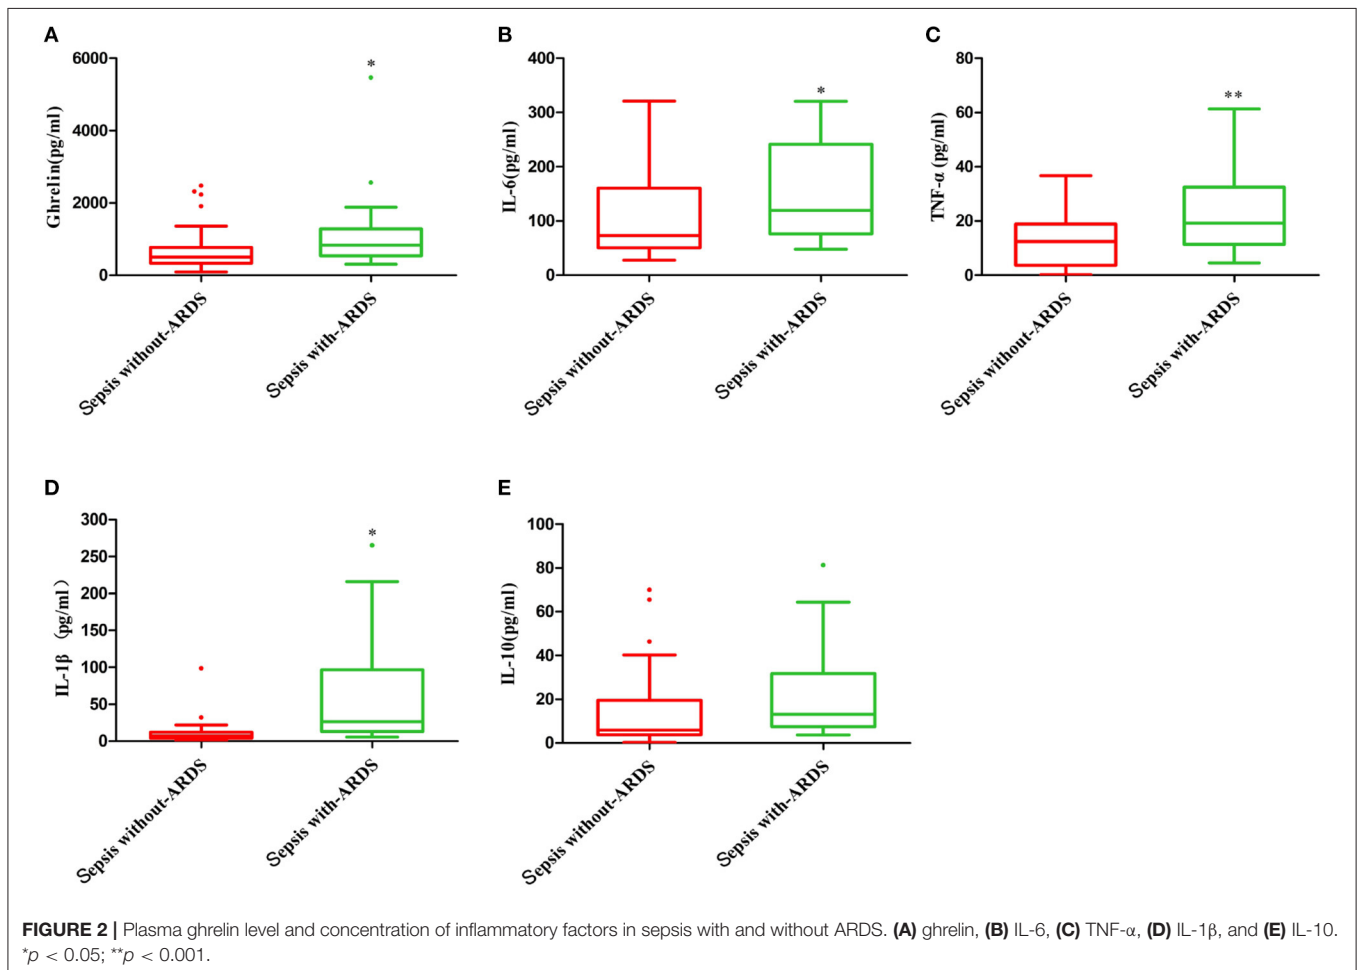 A
Ghrelin(pg/ml)
6000
4000
2000
0
*
Sepsis without-ARDS
Sepsis with-ARDS
B
IL-6(pg/ml)
400
300
200
100
0
*
Sepsis without-ARDS
Sepsis with-ARDS
C
TNF-α (pg/ml)
80
60
40
20
0
**
Sepsis without-ARDS
Sepsis with-ARDS
D
IL-1β （pg/ml）
300
250
200
150
100
50
0
*
Sepsis without-ARDS
Sepsis with-ARDS
E
IL-10(pg/ml)
100
80
60
40
20
0
Sepsis without-ARDS
Sepsis with-ARDS
FIGURE 2 | Plasma ghrelin level and concentration of inflammatory factors in sepsis with and without ARDS. (A) ghrelin, (B) IL-6, (C) TNF-α, (D) IL-1β, and (E) IL-10.
*p < 0.05; **p < 0.001.